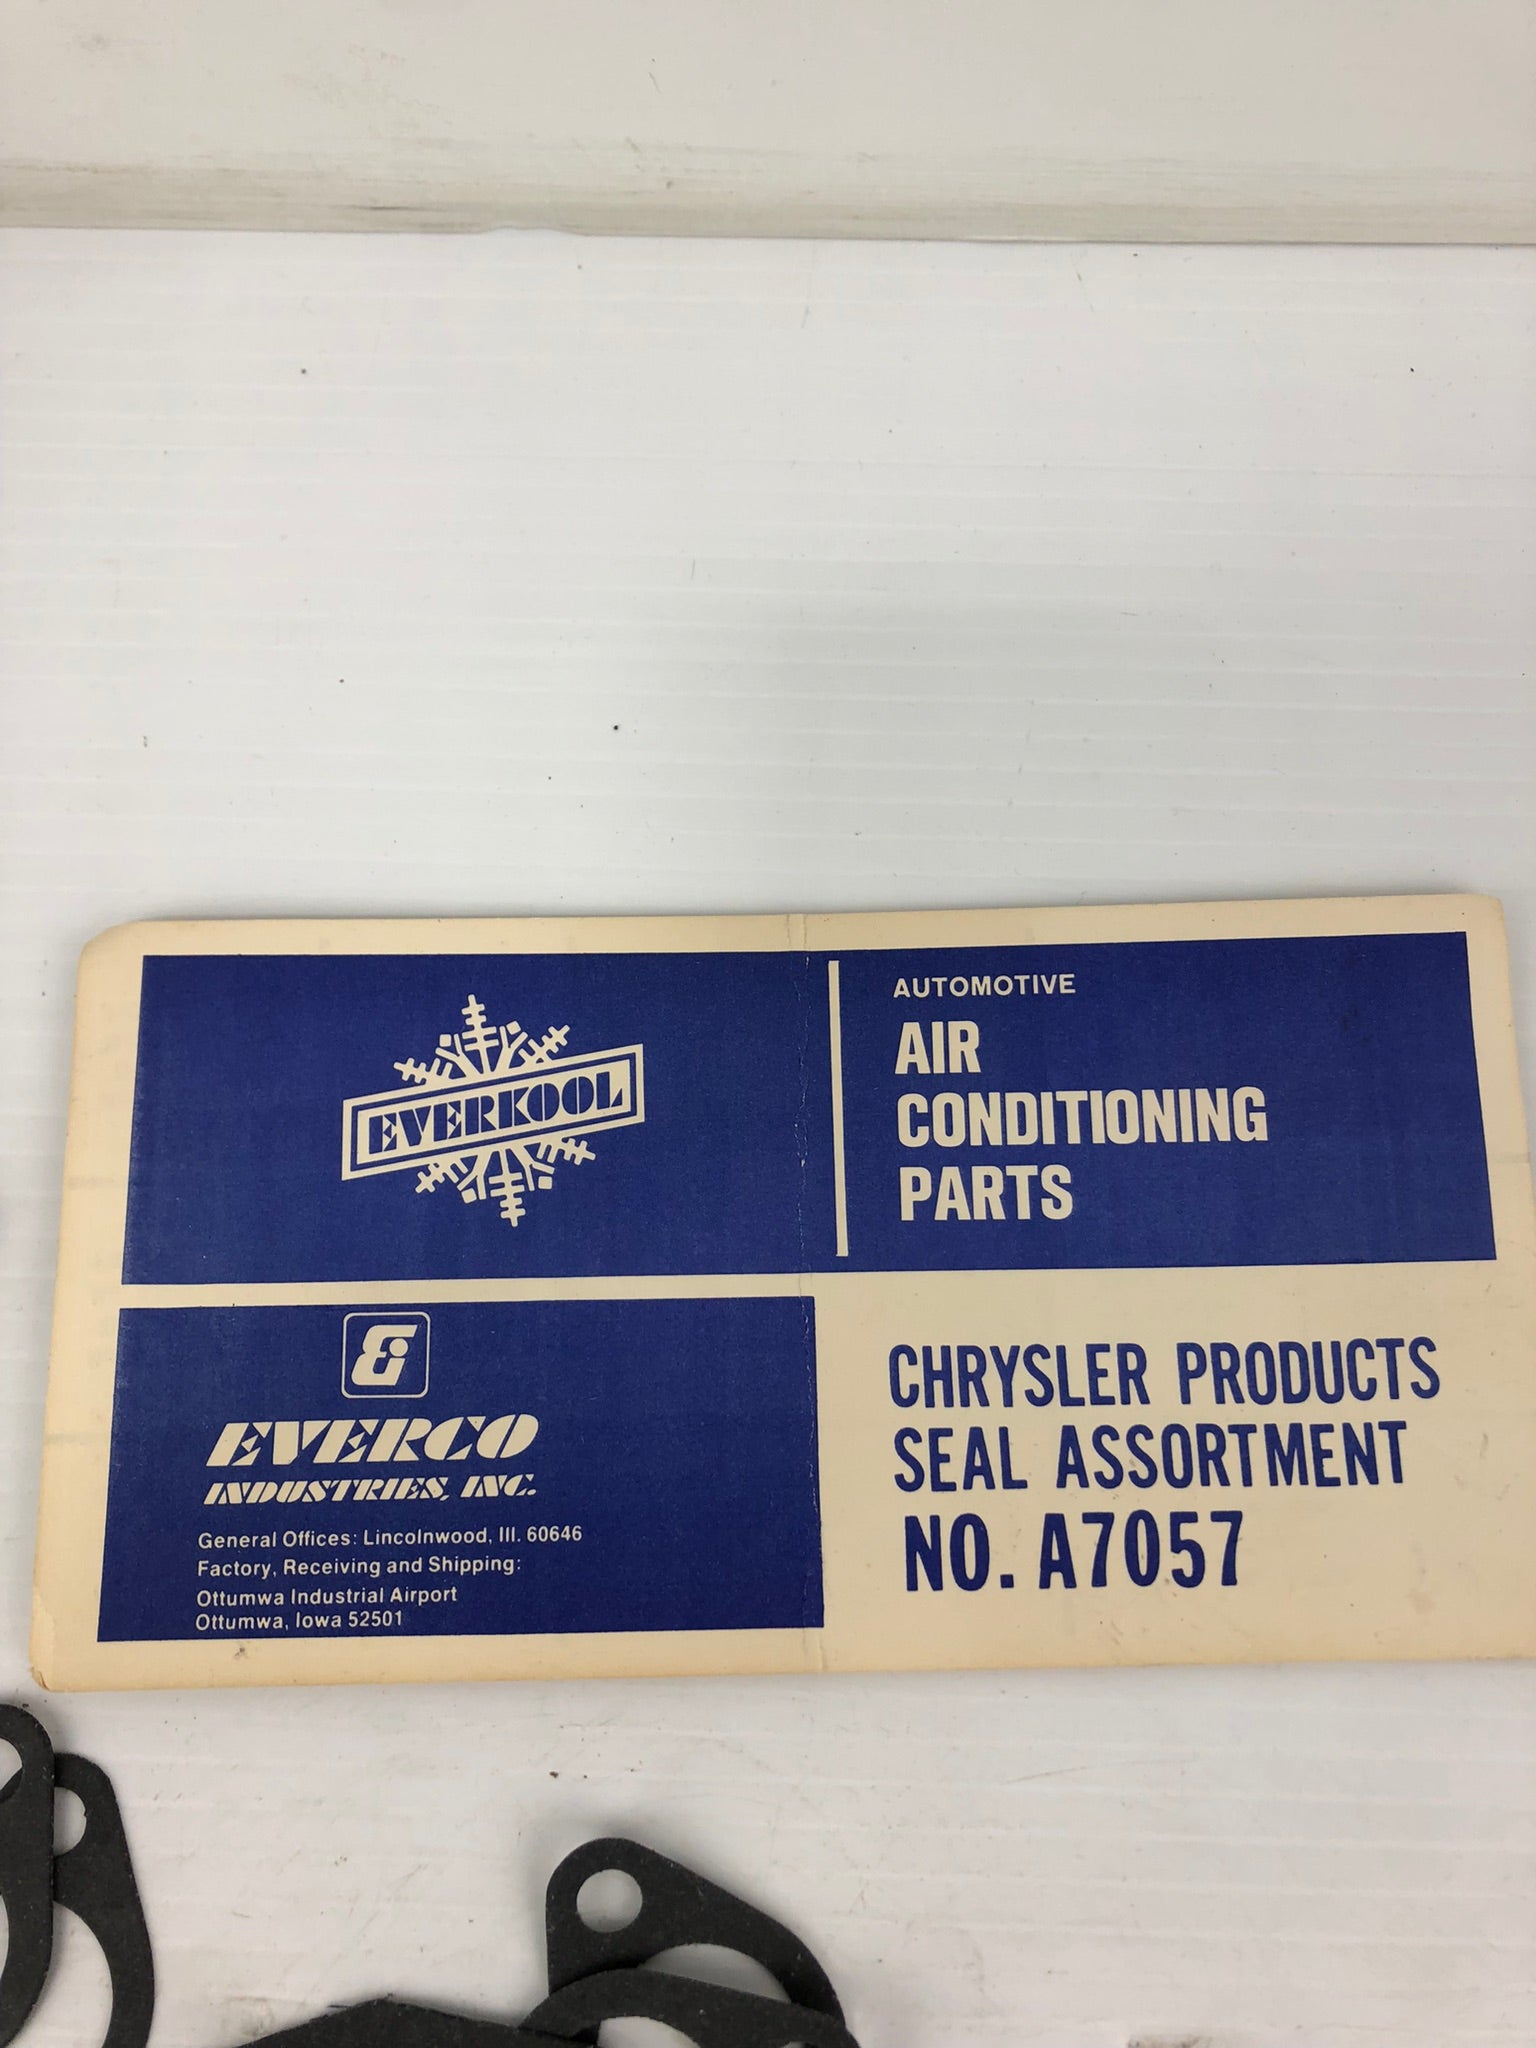 EVERKOOL
AUTOMOTIVE
AIR
CONDITIONING
PARTS
EVERCO
INDUSTRIES, INC.
General Offices: Lincolnwood, Ill. 60646
Factory, Receiving and Shipping:
Ottumwa Industrial Airport
Ottumwa, Iowa 52501
CHRYSLER PRODUCTS
SEAL ASSORTMENT
NO. A7057